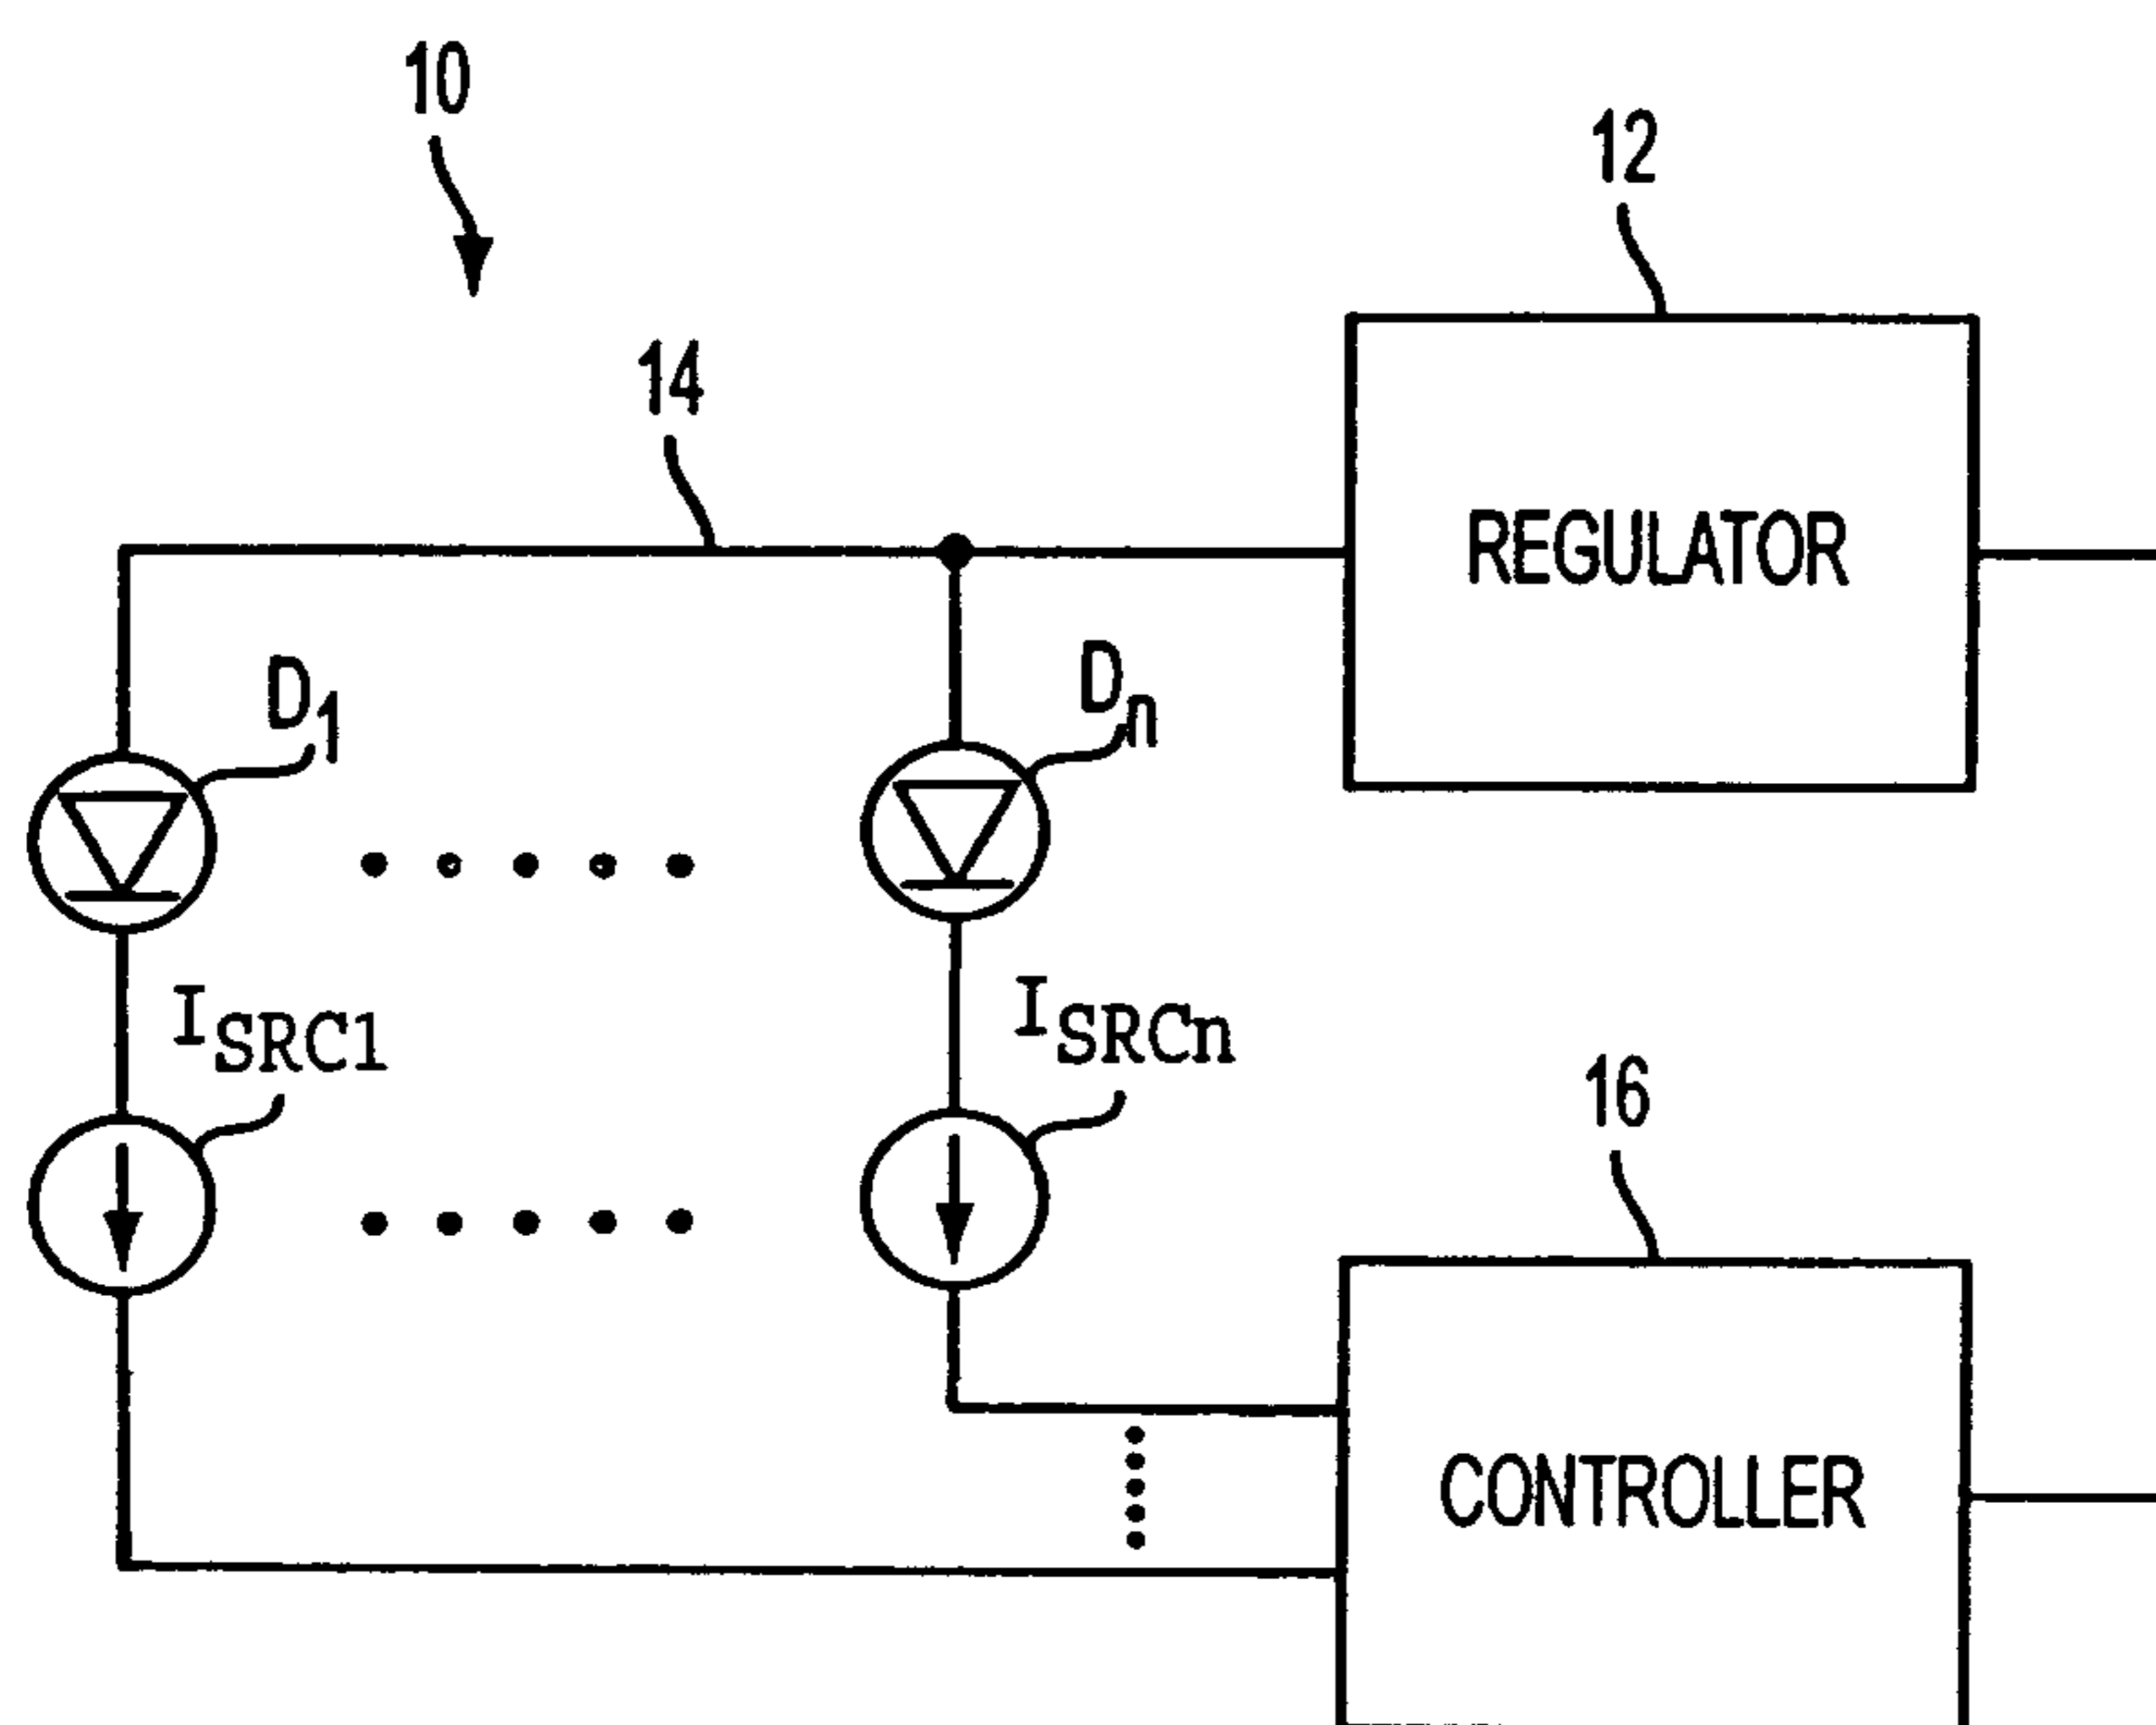 10
12
14
REGULATOR
D1
Dn
ISRC1
ISRCn
16
CONTROLLER